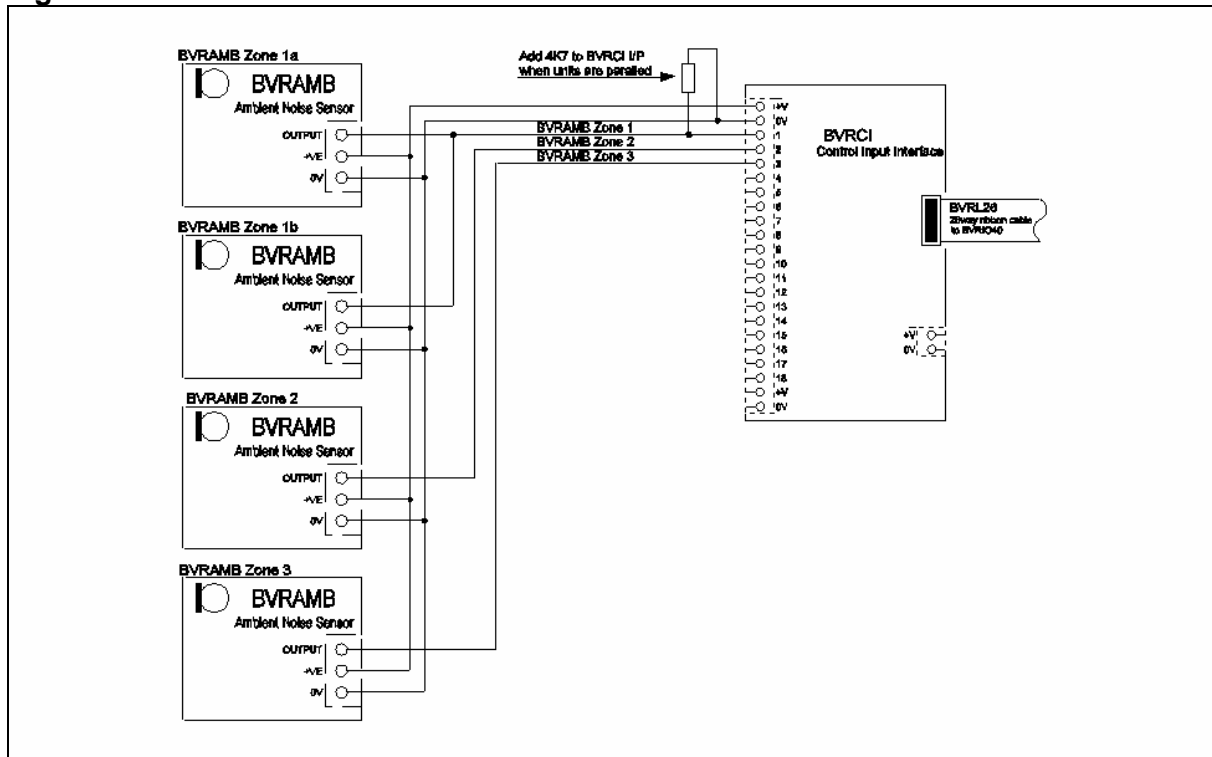 BVRAMB Zone 1a
BVRAMB
Ambient Noise Sensor
OUTPUT
+VE
0V
BVRAMB Zone 1b
BVRAMB
Ambient Noise Sensor
OUTPUT
+VE
0V
BVRAMB Zone 2
BVRAMB
Ambient Noise Sensor
OUTPUT
+VE
0V
BVRAMB Zone 3
BVRAMB
Ambient Noise Sensor
OUTPUT
+VE
0V
Add 4K7 to BVRCI I/P
when units are paralled
BVRAMB Zone 1
BVRAMB Zone 2
BVRAMB Zone 3
+V
0V
1
2
3
4
5
6
7
8
9
10
11
12
13
14
15
16
17
18
+V
0V
BVRCI
Control Input Interface
BVRL26
26way ribbon cable
to BVRIO40
+V
0V